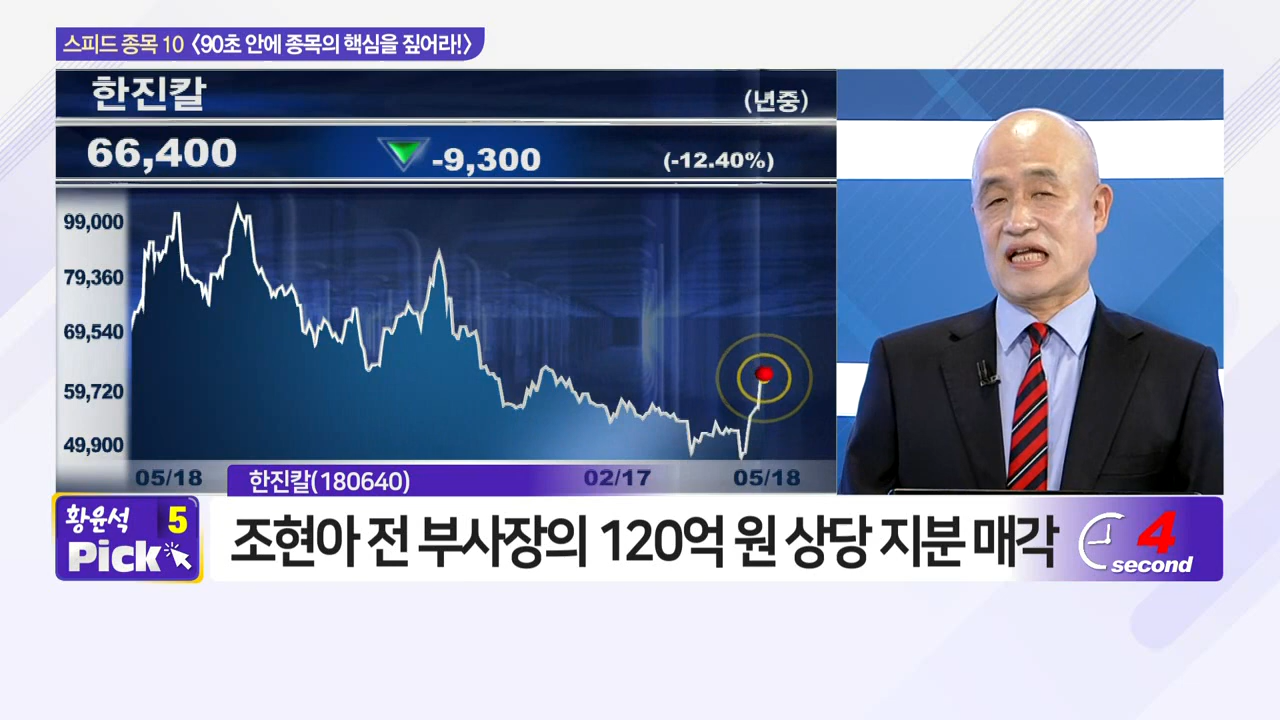 스피드 종목 10 <90초 안에 종목의 핵심을 짚어라!>
한진칼
(년중)
66,400
-9,300
(-12.40%)
99,000
79,360
69,540
59,720
49,900
05/18
02/17
05/18
한진칼(180640)
황윤석 5
Pick
조현아 전 부사장의 120억 원 상당 지분 매각
4
second